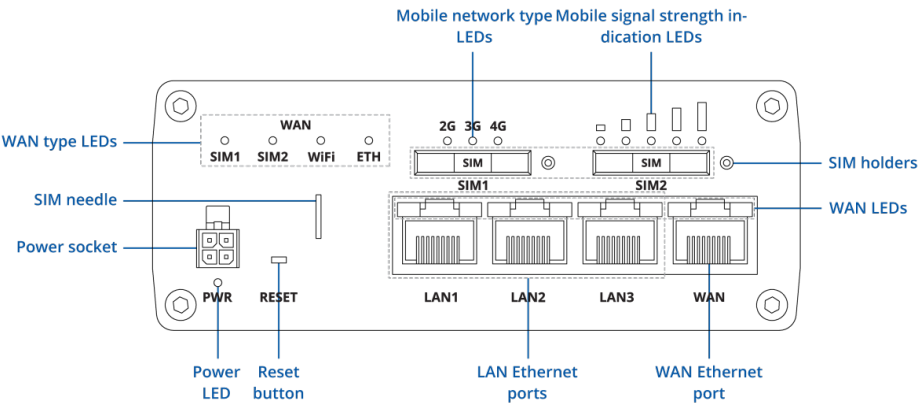 Mobile network type
LEDs
Mobile signal strength in-
dication LEDs
WAN type LEDs
WAN
SIM1 SIM2 WiFi ETH
2G 3G 4G
SIM
SIM
SIM holders
SIM1
SIM2
SIM needle
WAN LEDs
Power socket
PWR
RESET
LAN1
LAN2
LAN3
WAN
Power
LED
Reset
button
LAN Ethernet
ports
WAN Ethernet
port